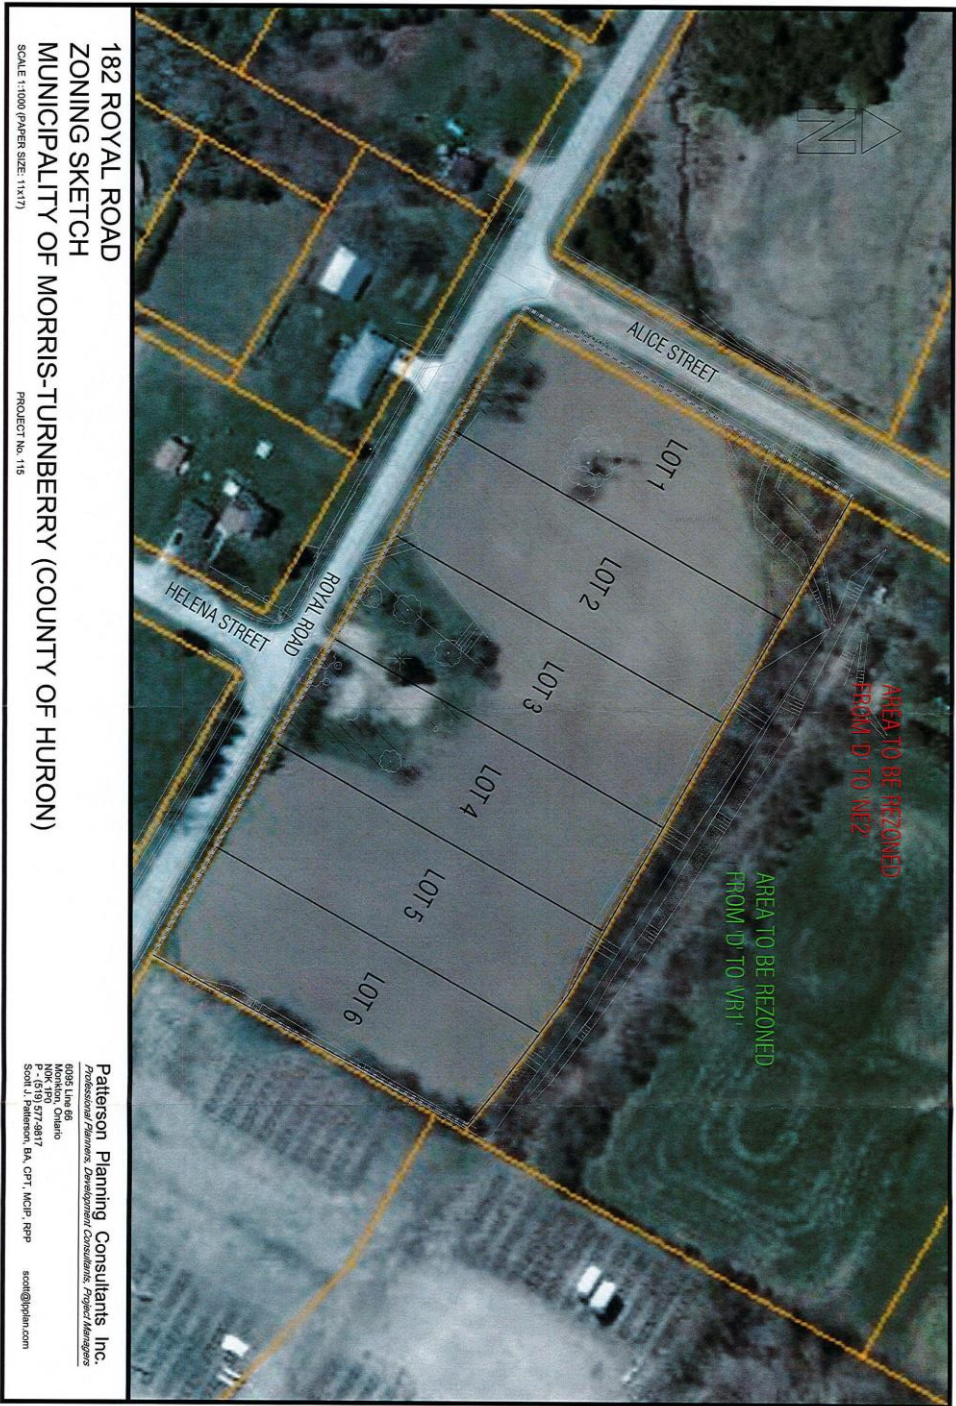 N
ALICE STREET
LOT 1
LOT 2
LOT 3
LOT 4
LOT 5
LOT 6
ROYAL ROAD
HELENA STREET
AREA TO BE REZONED
FROM 'D' TO 'NE2'
AREA TO BE REZONED
FROM 'D' TO 'VR1'
182 ROYAL ROAD
ZONING SKETCH
MUNICIPALITY OF MORRIS-TURNBERRY (COUNTY OF HURON)
SCALE 1:1000 (PAPER SIZE: 11x17)
PROJECT No. 115
Patterson Planning Consultants Inc.
Professional Planners, Development Consultants, Project Managers
6095 Line 66
Monkton, Ontario
N0K 1P0
P - (519) 577-9817
Scott J. Patterson, BA, CPT, MCIP, RPP
scott@lpplan.com